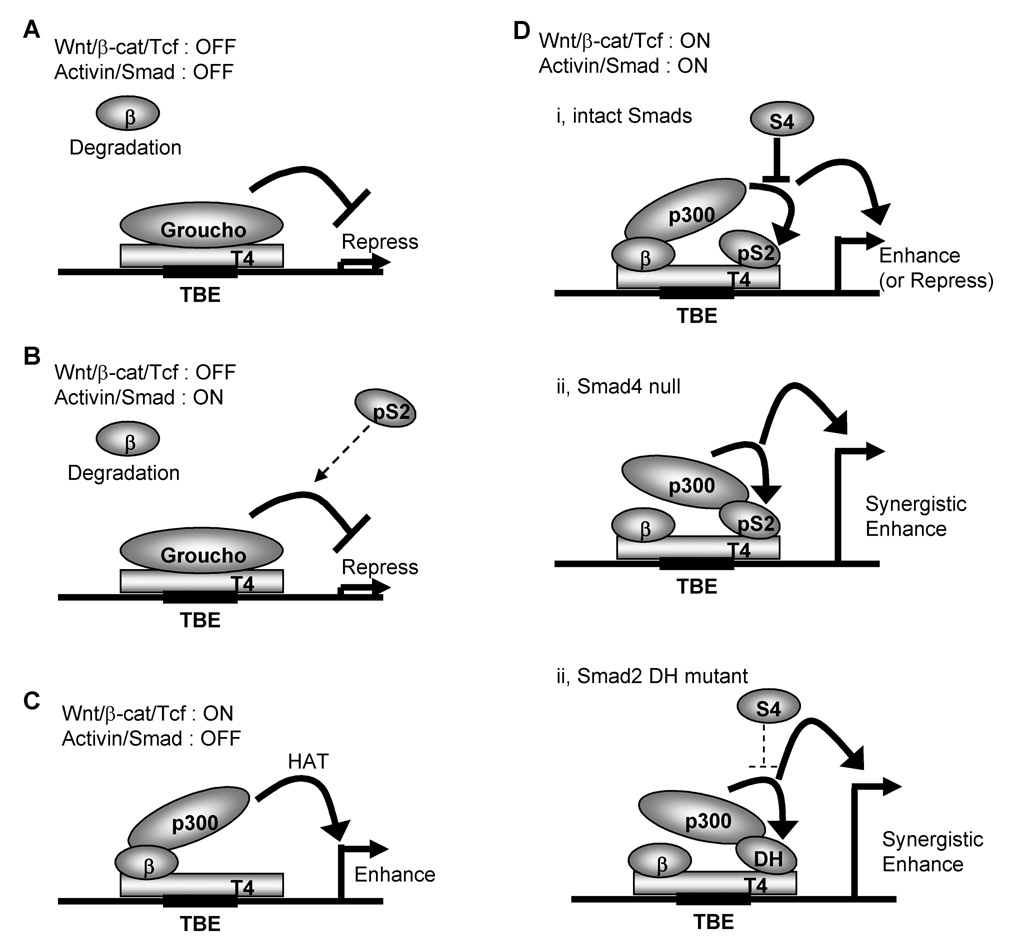 A
Wnt/β-cat/Tcf : OFF
Activin/Smad : OFF
β
Degradation
Groucho
T4
Repress
TBE
B
Wnt/β-cat/Tcf : OFF
Activin/Smad : ON
pS2
β
Degradation
Groucho
T4
Repress
TBE
C
Wnt/β-cat/Tcf : ON
Activin/Smad : OFF
HAT
p300
β
T4
Enhance
TBE
D
Wnt/β-cat/Tcf : ON
Activin/Smad : ON
i, intact Smads
S4
p300
β
pS2
T4
Enhance
(or Repress)
TBE
ii, Smad4 null
p300
β
pS2
T4
Synergistic
Enhance
TBE
ii, Smad2 DH mutant
S4
p300
β
DH
T4
Synergistic
Enhance
TBE